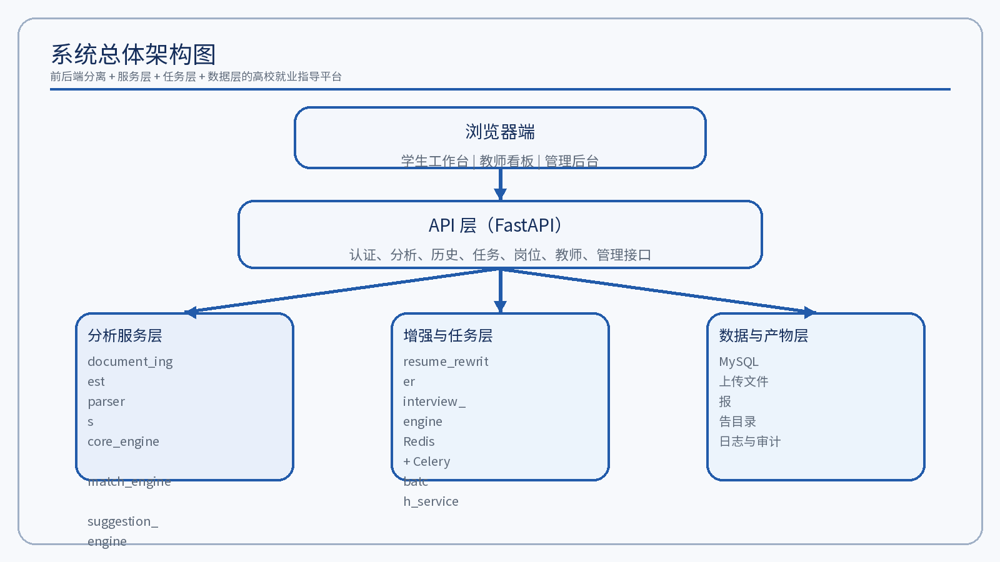 系统总体架构图
前后端分离 + 服务层 + 任务层 + 数据层的高校就业指导平台
浏览器端
学生工作台 | 教师看板 | 管理后台
API 层（FastAPI）
认证、分析、历史、任务、岗位、教师、管理接口
分析服务层
document_ing
est
parser
s
core_engine
match_engine
suggestion_
engine
增强与任务层
resume_rewrit
er
interview_
engine
Redis
+ Celery
batc
h_service
数据与产物层
MySQL
上传文件
报
告目录
日志与审计